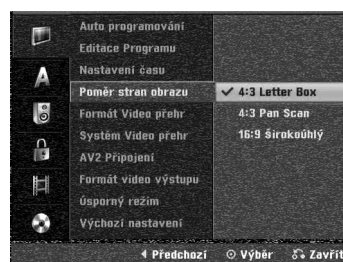 Auto programování
Editace Programu
A
Nastavení času
Poměr stran obrazu
✓ 4:3 Letter Box
Formát Video přehr
4:3 Pan Scan
Systém Video přehr
16:9 Širokoúhlý
AV2 Připojení
Formát video výstupu
úsporný režim
Výchozí nastavení
Předchozí Výběr Zavřít